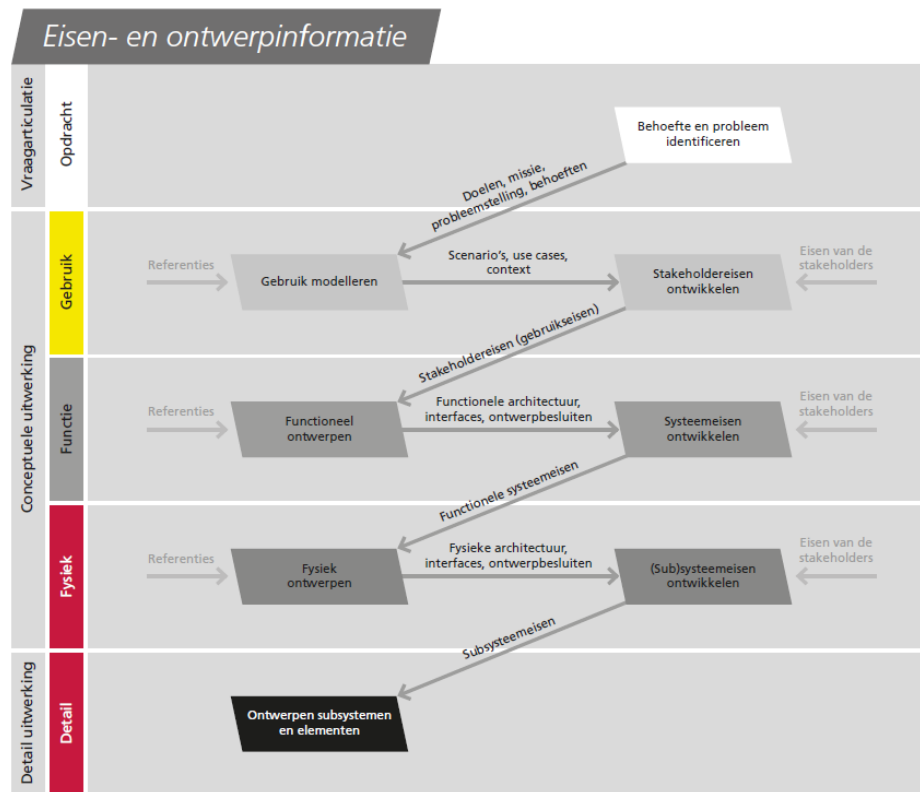 Eisen- en ontwerpinformatie
Vraagarticulatie
Opdracht
Behoefte en probleem
identificeren
Doelen, missie,
probleemstelling, behoeften
Conceptuele uitwerking
Gebruik
Referenties
Gebruik modelleren
Scenario's, use cases,
context
Stakeholdereisen
ontwikkelen
Eisen van de
stakeholders
Stakeholdereisen (gebruikseisen)
Functie
Referenties
Functioneel
ontwerpen
Functionele architectuur,
interfaces, ontwerpbesluiten
Systeemeisen
ontwikkelen
Eisen van de
stakeholders
Functionele systeemeisen
Fysiek
Referenties
Fysiek
ontwerpen
Fysieke architectuur,
interfaces, ontwerpbesluiten
(Sub)systeemeisen
ontwikkelen
Eisen van de
stakeholders
Subsysteemeisen
Detail uitwerking
Detail
Ontwerpen subsystemen
en elementen